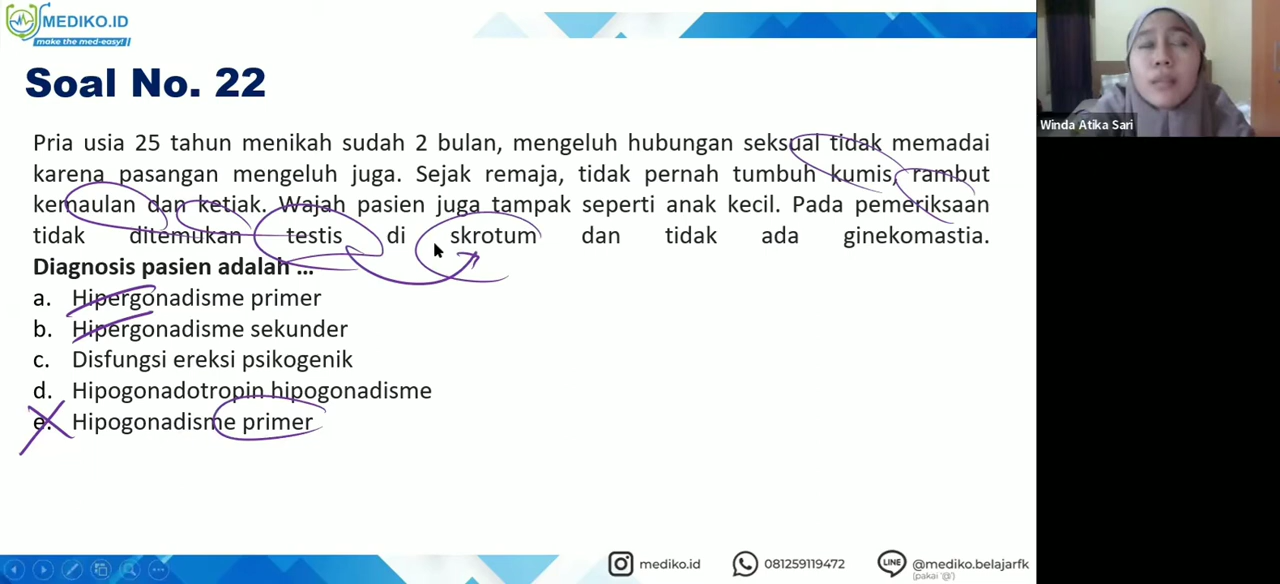 MEDIKO.ID
make the med-easy!
Soal No. 22
Winda Atika Sari
Pria usia 25 tahun menikah sudah 2 bulan, mengeluh hubungan seksual tidak memadai
karena pasangan mengeluh juga. Sejak remaja, tidak pernah tumbuh kumis, rambut
kemaulan dan ketiak. Wajah pasien juga tampak seperti anak kecil. Pada pemeriksaan
tidak ditemukan testis di skrotum dan tidak ada ginekomastia.
Diagnosis pasien adalah ...
a. Hipergonadisme primer
b. Hipergonadisme sekunder
c. Disfungsi ereksi psikogenik
d. Hipogonadotropin hipogonadisme
e. Hipogonadisme primer
mediko.id
081259119472
LINE
@mediko.belajarfk
(pakai '@')